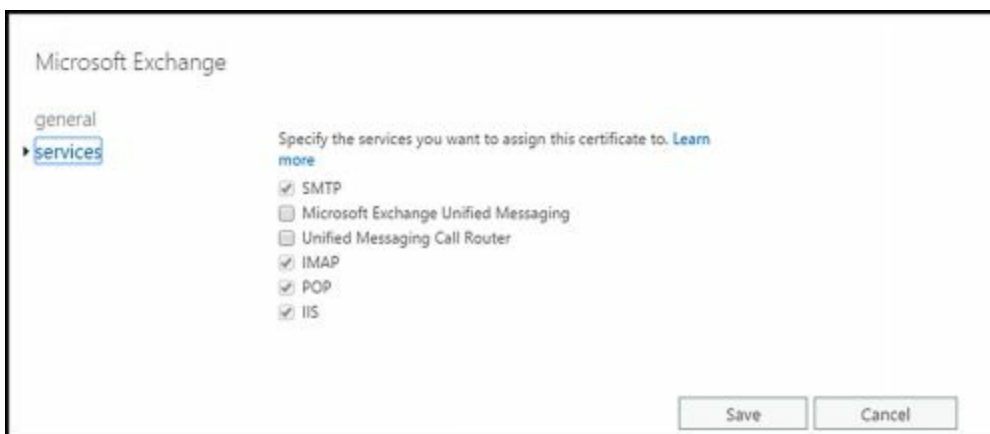 Microsoft Exchange
general
services
Specify the services you want to assign this certificate to. Learn
more
SMTP
Microsoft Exchange Unified Messaging
Unified Messaging Call Router
IMAP
POP
IIS
Save
Cancel